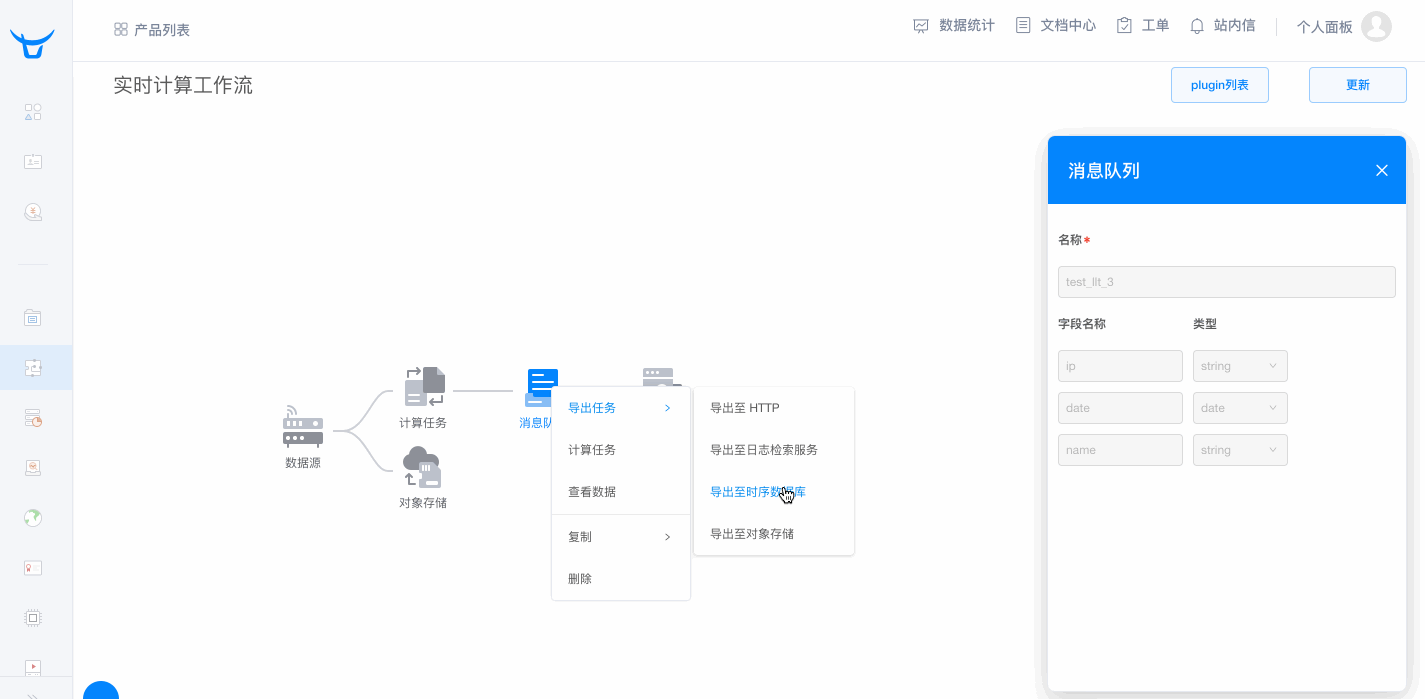 产品列表
数据统计
文档中心
工单
站内信
个人面板
实时计算工作流
plugin列表
更新
消息队列
名称*
test_llt_3
字段名称 类型
ip string
date date
name string
计算任务
消息队
数据源
对象存储
导出任务
计算任务
查看数据
复制
删除
导出至 HTTP
导出至日志检索服务
导出至时序数据库
导出至对象存储